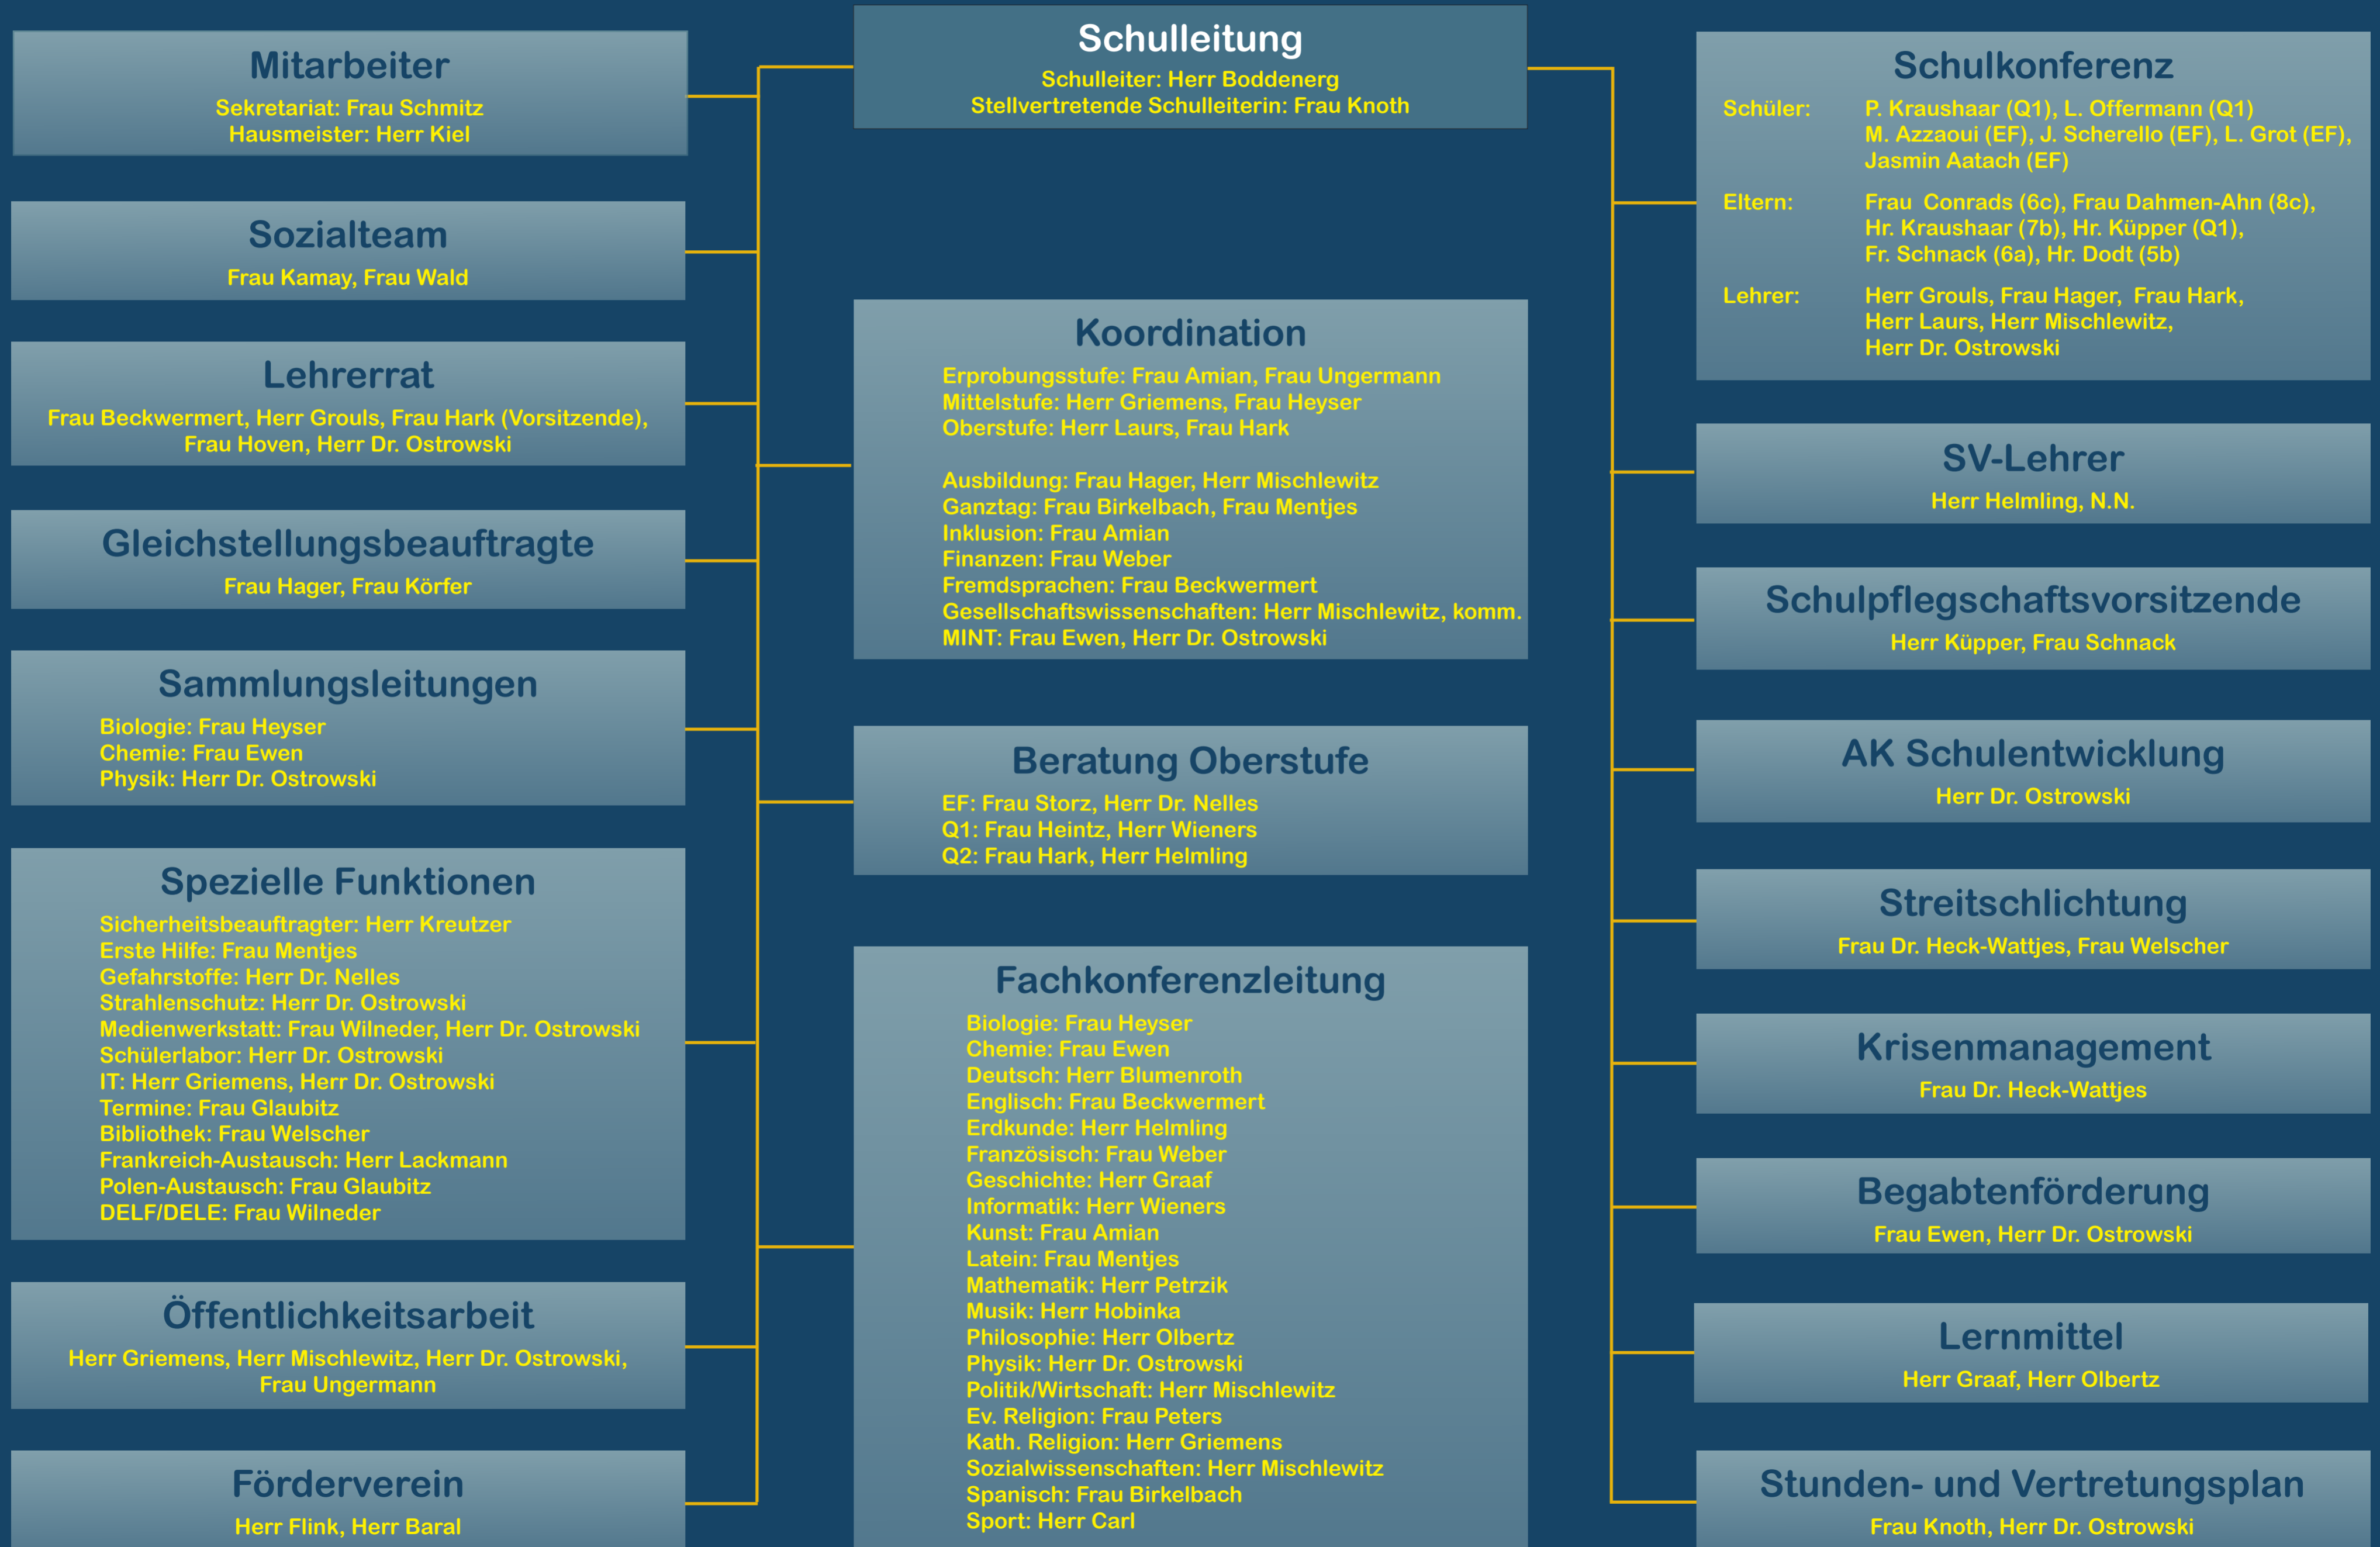 Mitarbeiter
Sekretariat: Frau Schmitz
Hausmeister: Herr Kiel
Sozialteam
Frau Kamay, Frau Wald
Lehrerrat
Frau Beckwermert, Herr Grouls, Frau Hark (Vorsitzende),
Frau Hoven, Herr Dr. Ostrowski
Gleichstellungsbeauftragte
Frau Hager, Frau Körfer
Sammlungsleitungen
Biologie: Frau Heyser
Chemie: Frau Ewen
Physik: Herr Dr. Ostrowski
Spezielle Funktionen
Sicherheitsbeauftragter: Herr Kreutzer
Erste Hilfe: Frau Mentjes
Gefahrstoffe: Herr Dr. Nelles
Strahlenschutz: Herr Dr. Ostrowski
Medienwerkstatt: Frau Wilneder, Herr Dr. Ostrowski
Schülerlabor: Herr Dr. Ostrowski
IT: Herr Griemens, Herr Dr. Ostrowski
Termine: Frau Glaubitz
Bibliothek: Frau Welscher
Frankreich-Austausch: Herr Lackmann
Polen-Austausch: Frau Glaubitz
DELF/DELE: Frau Wilneder
Öffentlichkeitsarbeit
Herr Griemens, Herr Mischlewitz, Herr Dr. Ostrowski,
Frau Ungermann
Förderverein
Herr Flink, Herr Baral
Schulleitung
Schulleiter: Herr Boddenerg
Stellvertretende Schulleiterin: Frau Knoth
Koordination
Erprobungsstufe: Frau Amian, Frau Ungermann
Mittelstufe: Herr Griemens, Frau Heyser
Oberstufe: Herr Laurs, Frau Hark
Ausbildung: Frau Hager, Herr Mischlewitz
Ganztag: Frau Birkelbach, Frau Mentjes
Inklusion: Frau Amian
Finanzen: Frau Weber
Fremdsprachen: Frau Beckwermert
Gesellschaftswissenschaften: Herr Mischlewitz, komm.
MINT: Frau Ewen, Herr Dr. Ostrowski
Beratung Oberstufe
EF: Frau Storz, Herr Dr. Nelles
Q1: Frau Heintz, Herr Wieners
Q2: Frau Hark, Herr Helmling
Fachkonferenzleitung
Biologie: Frau Heyser
Chemie: Frau Ewen
Deutsch: Herr Blumenroth
Englisch: Frau Beckwermert
Erdkunde: Herr Helmling
Französisch: Frau Weber
Geschichte: Herr Graaf
Informatik: Herr Wieners
Kunst: Frau Amian
Latein: Frau Mentjes
Mathematik: Herr Petrzik
Musik: Herr Hobinka
Philosophie: Herr Olbertz
Physik: Herr Dr. Ostrowski
Politik/Wirtschaft: Herr Mischlewitz
Ev. Religion: Frau Peters
Kath. Religion: Herr Griemens
Sozialwissenschaften: Herr Mischlewitz
Spanisch: Frau Birkelbach
Sport: Herr Carl
Schulkonferenz
Schüler: P. Kraushaar (Q1), L. Offermann (Q1)
M. Azzaoui (EF), J. Scherello (EF), L. Grot (EF),
Jasmin Aatach (EF)
Eltern: Frau Conrads (6c), Frau Dahmen-Ahn (8c),
Hr. Kraushaar (7b), Hr. Küpper (Q1),
Fr. Schnack (6a), Hr. Dodt (5b)
Lehrer: Herr Grouls, Frau Hager, Frau Hark,
Herr Laurs, Herr Mischlewitz,
Herr Dr. Ostrowski
SV-Lehrer
Herr Helmling, N.N.
Schulpflegschaftsvorsitzende
Herr Küpper, Frau Schnack
AK Schulentwicklung
Herr Dr. Ostrowski
Streitschlichtung
Frau Dr. Heck-Wattjes, Frau Welscher
Krisenmanagement
Frau Dr. Heck-Wattjes
Begabtenförderung
Frau Ewen, Herr Dr. Ostrowski
Lernmittel
Herr Graaf, Herr Olbertz
Stunden- und Vertretungsplan
Frau Knoth, Herr Dr. Ostrowski